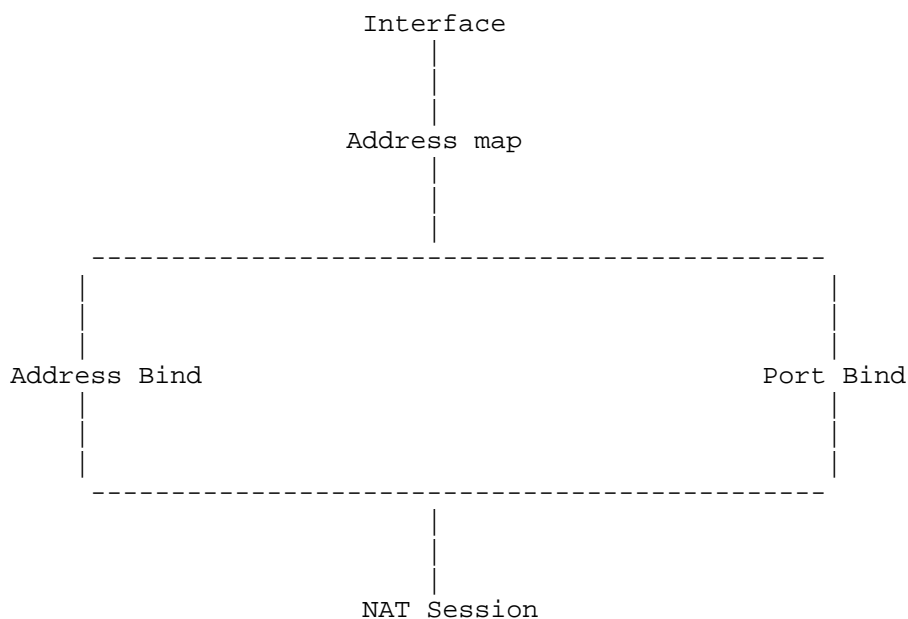 Interface
Address map
Address Bind Port Bind
NAT Session